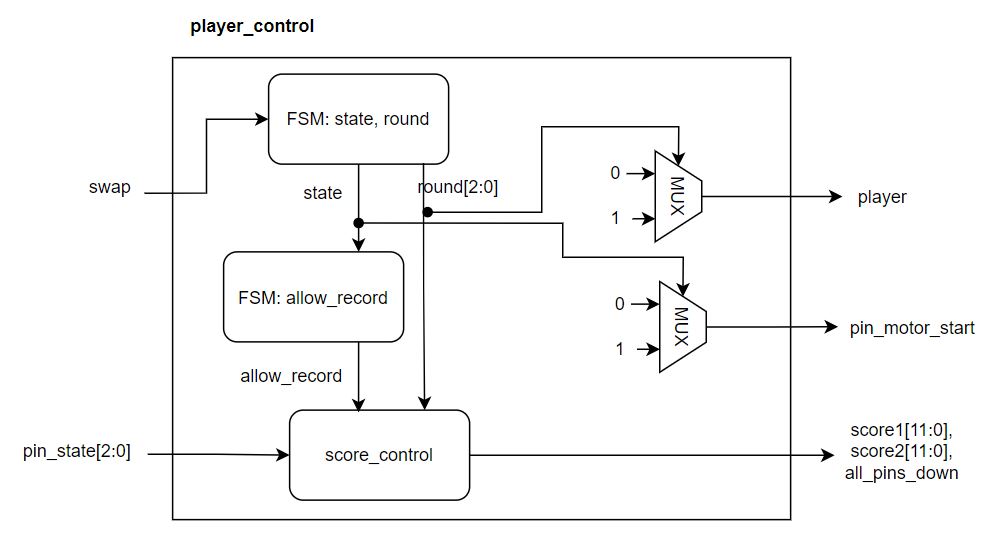 player_control
FSM: state, round
swap
state
round[2:0]
0
MUX
1
player
FSM: allow_record
0
MUX
1
pin_motor_start
allow_record
pin_state[2:0]
score_control
score1[11:0],
score2[11:0],
all_pins_down